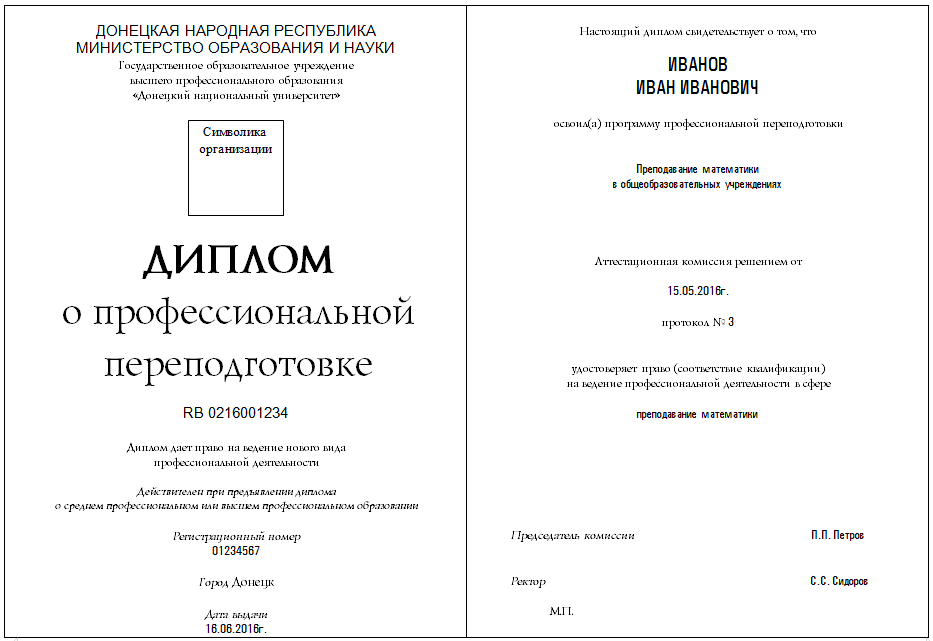 ДОНЕЦКАЯ НАРОДНАЯ РЕСПУБЛИКА
МИНИСТЕРСТВО ОБРАЗОВАНИЯ И НАУКИ
Государственное образовательное учреждение
высшего профессионального образования
«Донецкий национальный университет»
Символика
организации
ДИПЛОМ
о профессиональной
переподготовке
RB 0216001234
Диплом дает право на ведение нового вида
профессиональной деятельности
Действителен при предъявлении диплома
о среднем профессиональном или высшем профессиональном образовании
Регистрационный номер
01234567
Город Донецк
Дата выдачи
16.06.2016г.
Настоящий диплом свидетельствует о том, что
ИВАНОВ
ИВАН ИВАНОВИЧ
освоил(а) программу профессиональной переподготовки
Преподавание математики
в общеобразовательных учреждениях
Аттестационная комиссия решением от
15.05.2016г.
протокол № 3
удостоверяет право (соответствие квалификации)
на ведение профессиональной деятельности в сфере
преподавание математики
Председатель комиссии П.П. Петров
Ректор С.С. Сидоров
М.П.